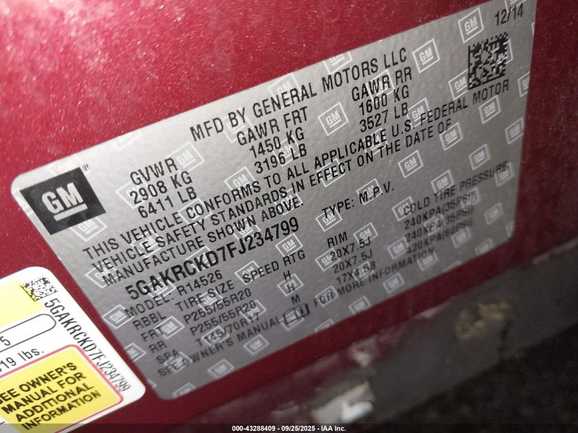 12/14
MFD BY GENERAL MOTORS LLC
GVWR GAWR FRT GAWR RR
2908 KG 1450 KG 1600 KG
6411 LB 3196 LB 3527 LB
THIS VEHICLE CONFORMS TO ALL APPLICABLE U.S. FEDERAL MOTOR
VEHICLE SAFETY STANDARDS IN EFFECT ON THE DATE OF
MANUFACTURE SHOWN ABOVE.
5GAKRCKD7FJ234799 TYPE: M.P.V.
MODEL: R14526
RBBL TIRE SIZE SPEED RTG RIM COLD TIRE PRESSURE
FRT P255/55R20 H 20X7.5J 240KPA(35PSI)
RR P255/55R20 H 20X7.5J 240KPA(35PSI)
SPA T145/70R17 M 17X4.5B
SEE OWNER'S MANUAL FOR MORE INFORMATION
GM
5GAKRCKD7FJ234799
5
19 lbs.
SEE OWNER'S
MANUAL FOR
ADDITIONAL
INFORMATION
000-43288409 - 09/25/2025 - IAA Inc.